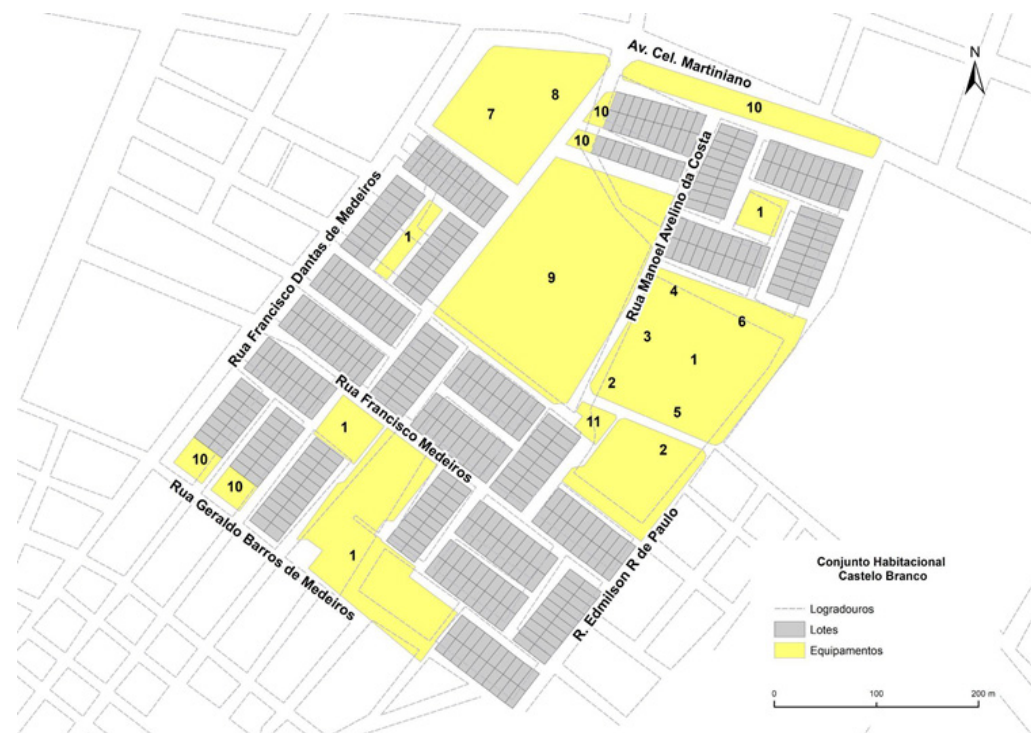 Av. Cel. Martiniano
N
8
7
10
10
10
Rua Manoel Avelino da Costa
1
1
Rua Francisco Dantas de Medeiros
9
4
6
3
1
2
5
Rua Francisco Medeiros
1
11
2
10
10
Rua Geraldo Barros de Medeiros
1
R. Edmilson R de Paulo
Conjunto Habitacional
Castelo Branco
Logradouros
Lotes
Equipamentos
0 100 200 m